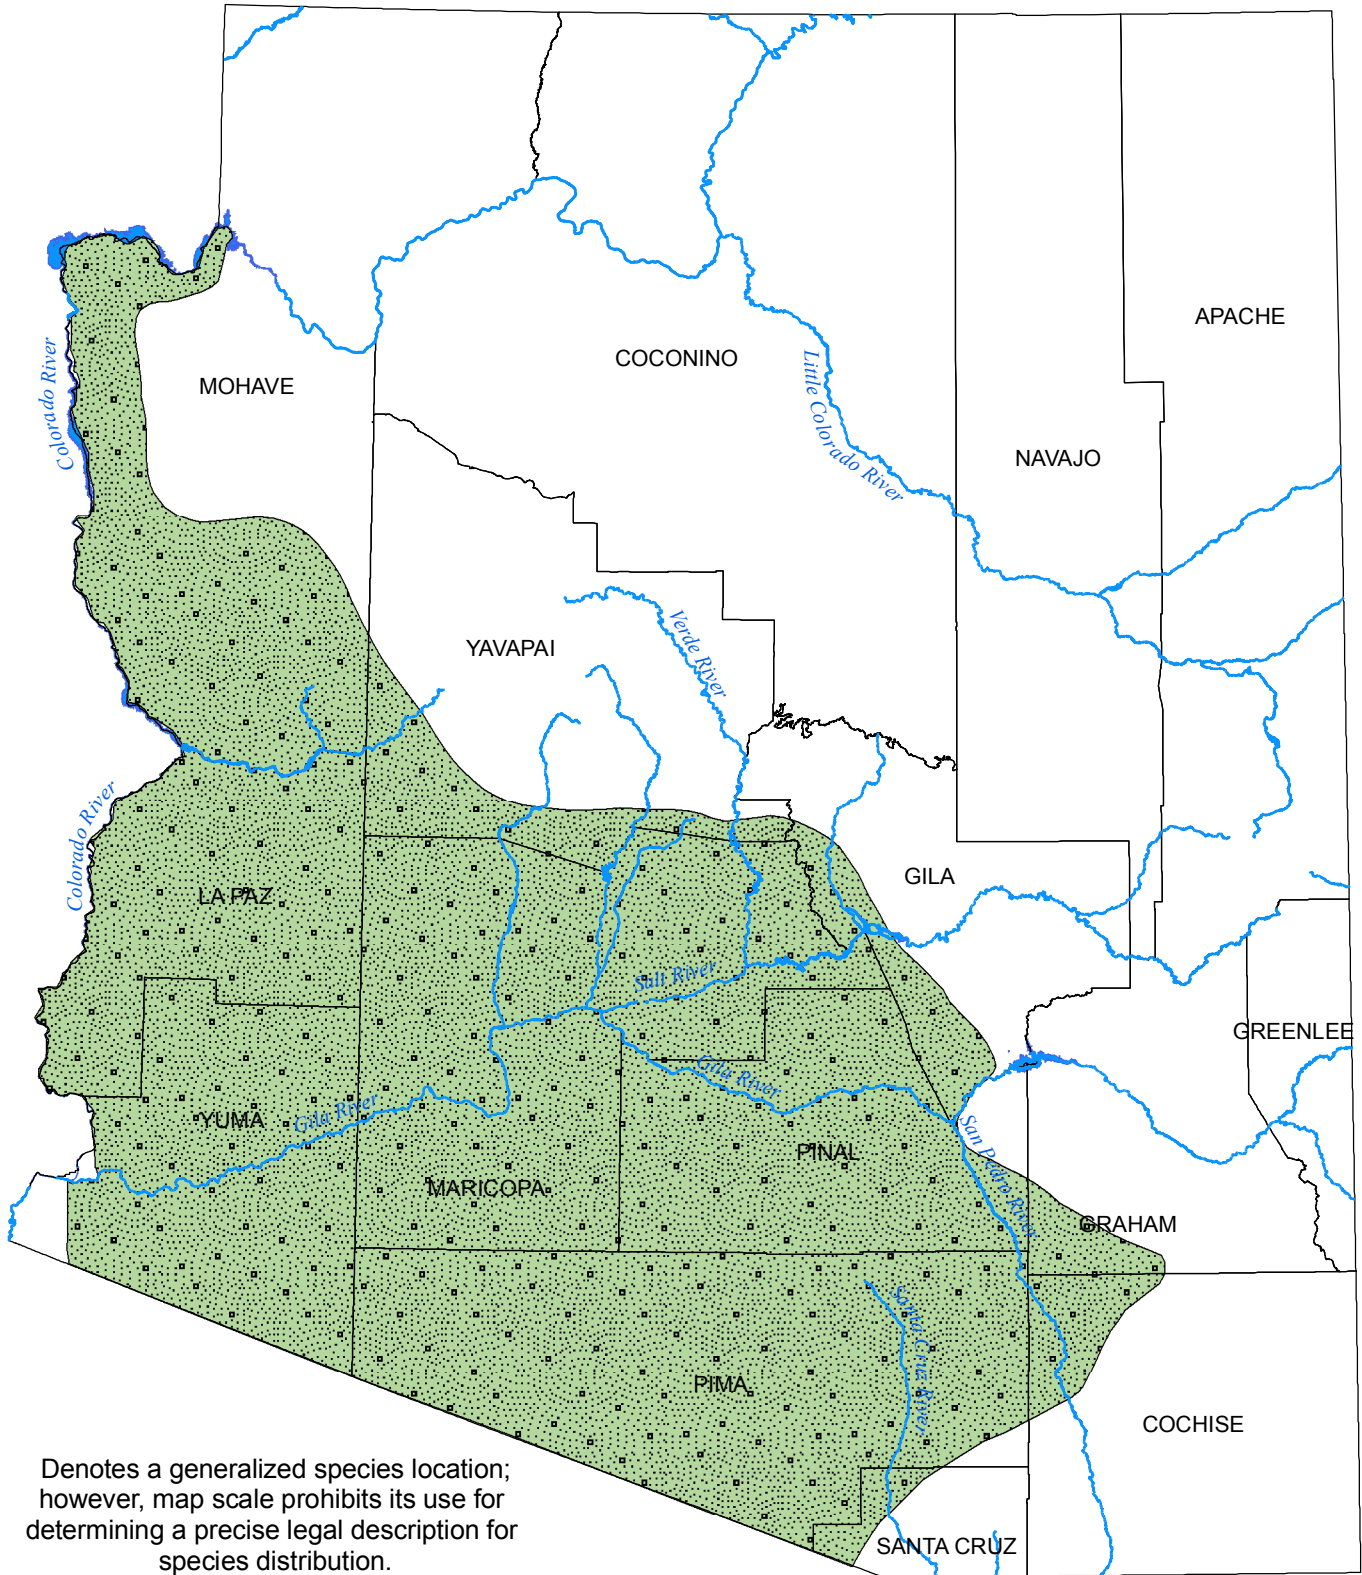 APACHE
COCONINO
MOHAVE
Colorado River
Little Colorado River
NAVAJO
YAVAPAI
Verde River
Colorado River
GILA
LA PAZ
Salt River
GREENLEE
Gila River
Gila River
YUMA
San Pedro River
PINAL
MARICOPA
GRAHAM
Santa Cruz River
PIMA
COCHISE
Denotes a generalized species location;
however, map scale prohibits its use for
determining a precise legal description for
species distribution.
SANTA CRUZ